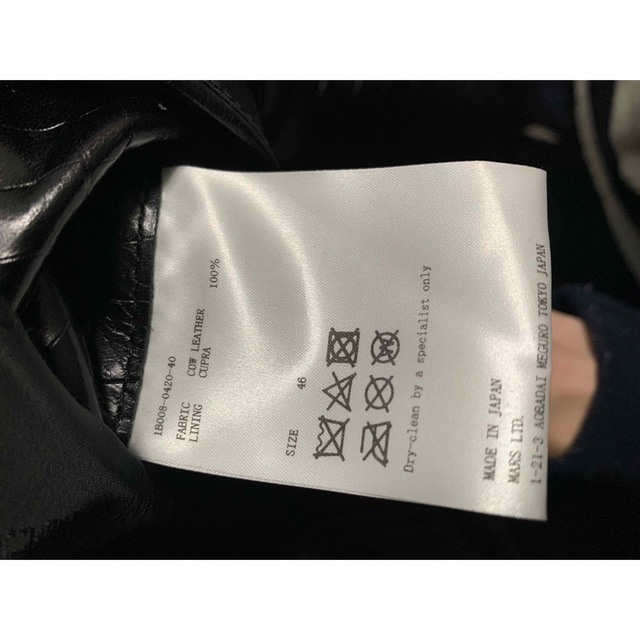 18008-0420-40
FABRIC COW LEATHER 100%
LINING CUPRA
SIZE 46
Dry-clean by a specialist only
MADE IN JAPAN
MARS LTD.
1-21-3 AOBADAI MEGURO TOKYO JAPAN